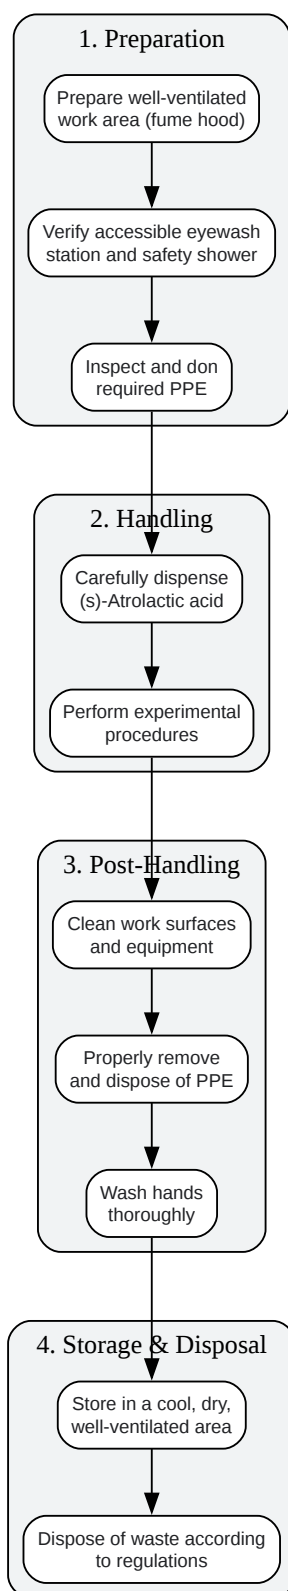 1. Preparation
Prepare well-ventilated
work area (fume hood)
Verify accessible eyewash
station and safety shower
Inspect and don
required PPE
2. Handling
Carefully dispense
(s)-Atrolactic acid
Perform experimental
procedures
3. Post-Handling
Clean work surfaces
and equipment
Properly remove
and dispose of PPE
Wash hands
thoroughly
4. Storage & Disposal
Store in a cool, dry,
well-ventilated area
Dispose of waste according
to regulations